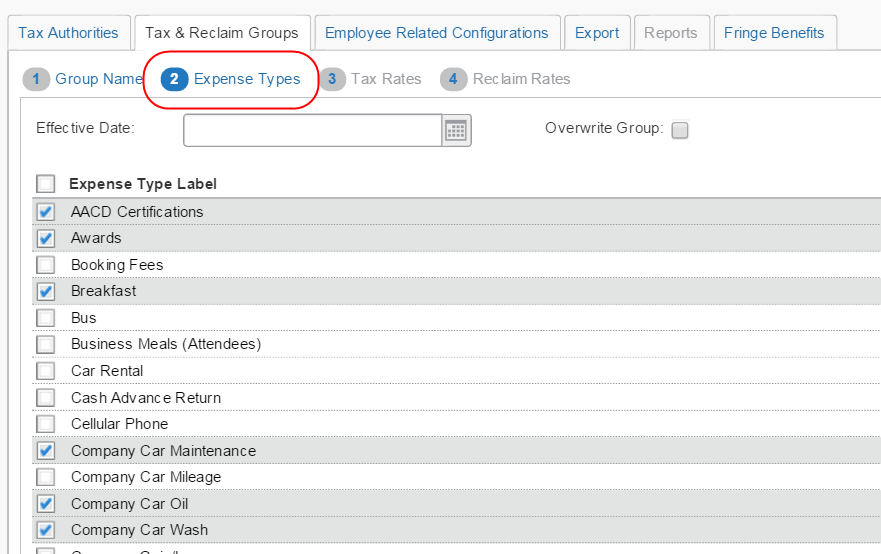 Tax Authorities Tax & Reclaim Groups Employee Related Configurations Export Reports Fringe Benefits
1 Group Name 2 Expense Types 3 Tax Rates 4 Reclaim Rates
Effective Date: Overwrite Group:
Expense Type Label
AACD Certifications
Awards
Booking Fees
Breakfast
Bus
Business Meals (Attendees)
Car Rental
Cash Advance Return
Cellular Phone
Company Car Maintenance
Company Car Mileage
Company Car Oil
Company Car Wash